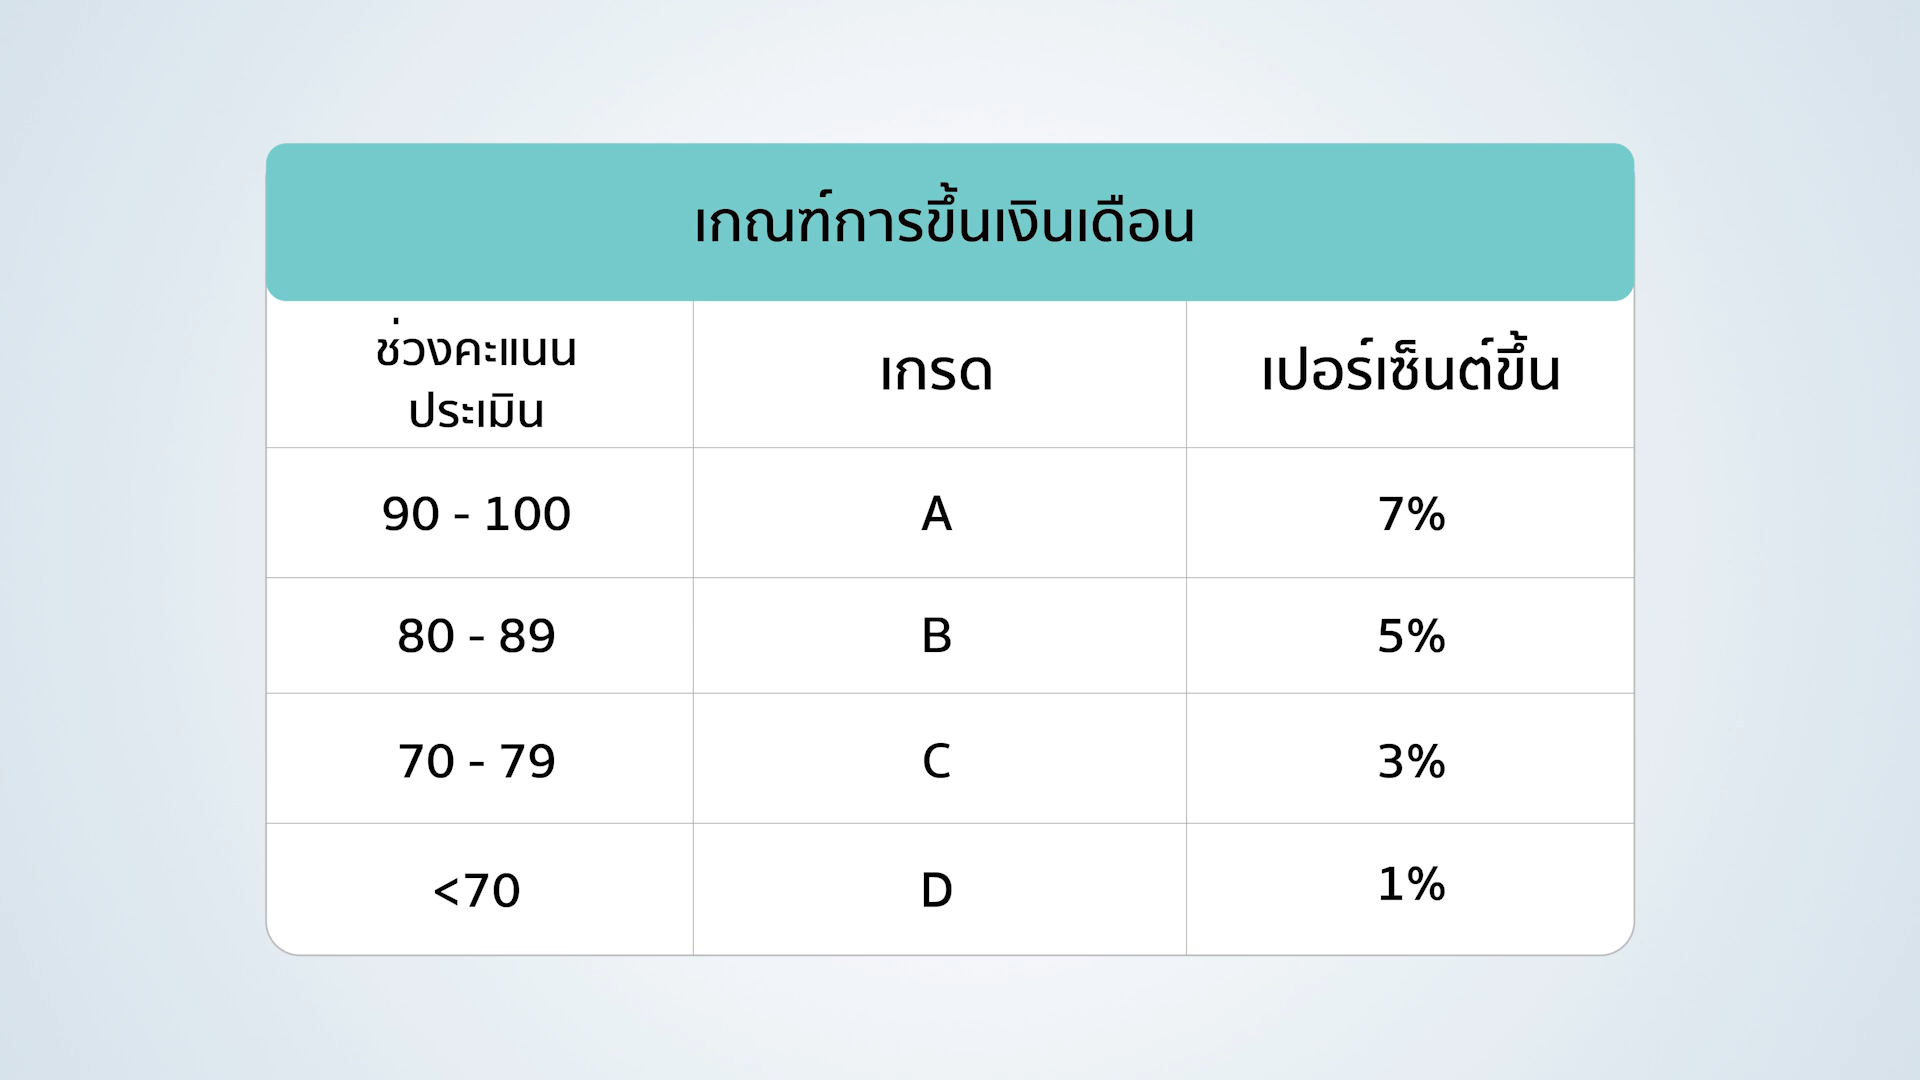 เกณฑ์การขึ้นเงินเดือน
ช่วงคะแนน
ประเมิน
เกรด
เปอร์เซ็นต์ขึ้น
90 - 100
A
7%
80 - 89
B
5%
70 - 79
C
3%
<70
D
1%